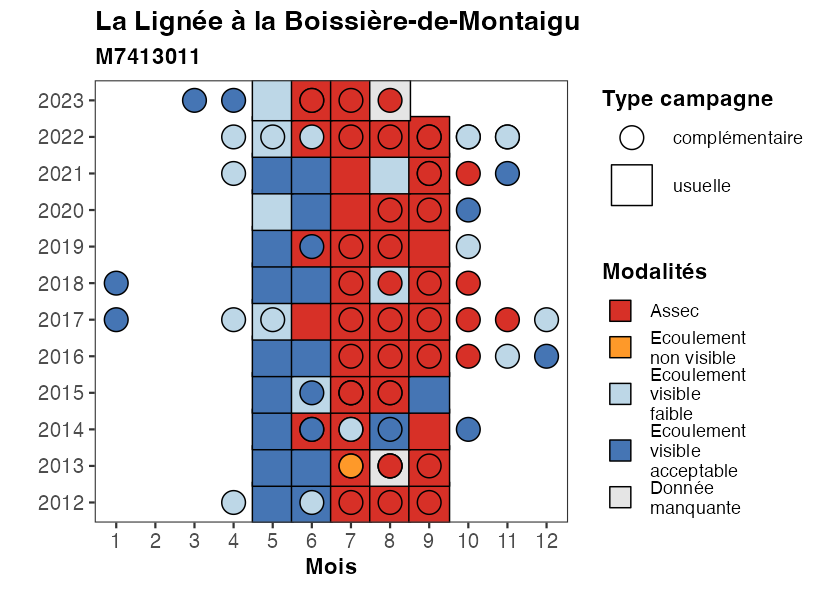 La Lignée à la Boissière-de-Montaigu
M7413011
2023
2022
2021
2020
2019
2018
2017
2016
2015
2014
2013
2012
1 2 3 4 5 6 7 8 9 10 11 12
Mois
Type campagne
complémentaire
usuelle
Modalités
Assec
Ecoulement
non visible
Ecoulement
visible
faible
Ecoulement
visible
acceptable
Donnée
manquante